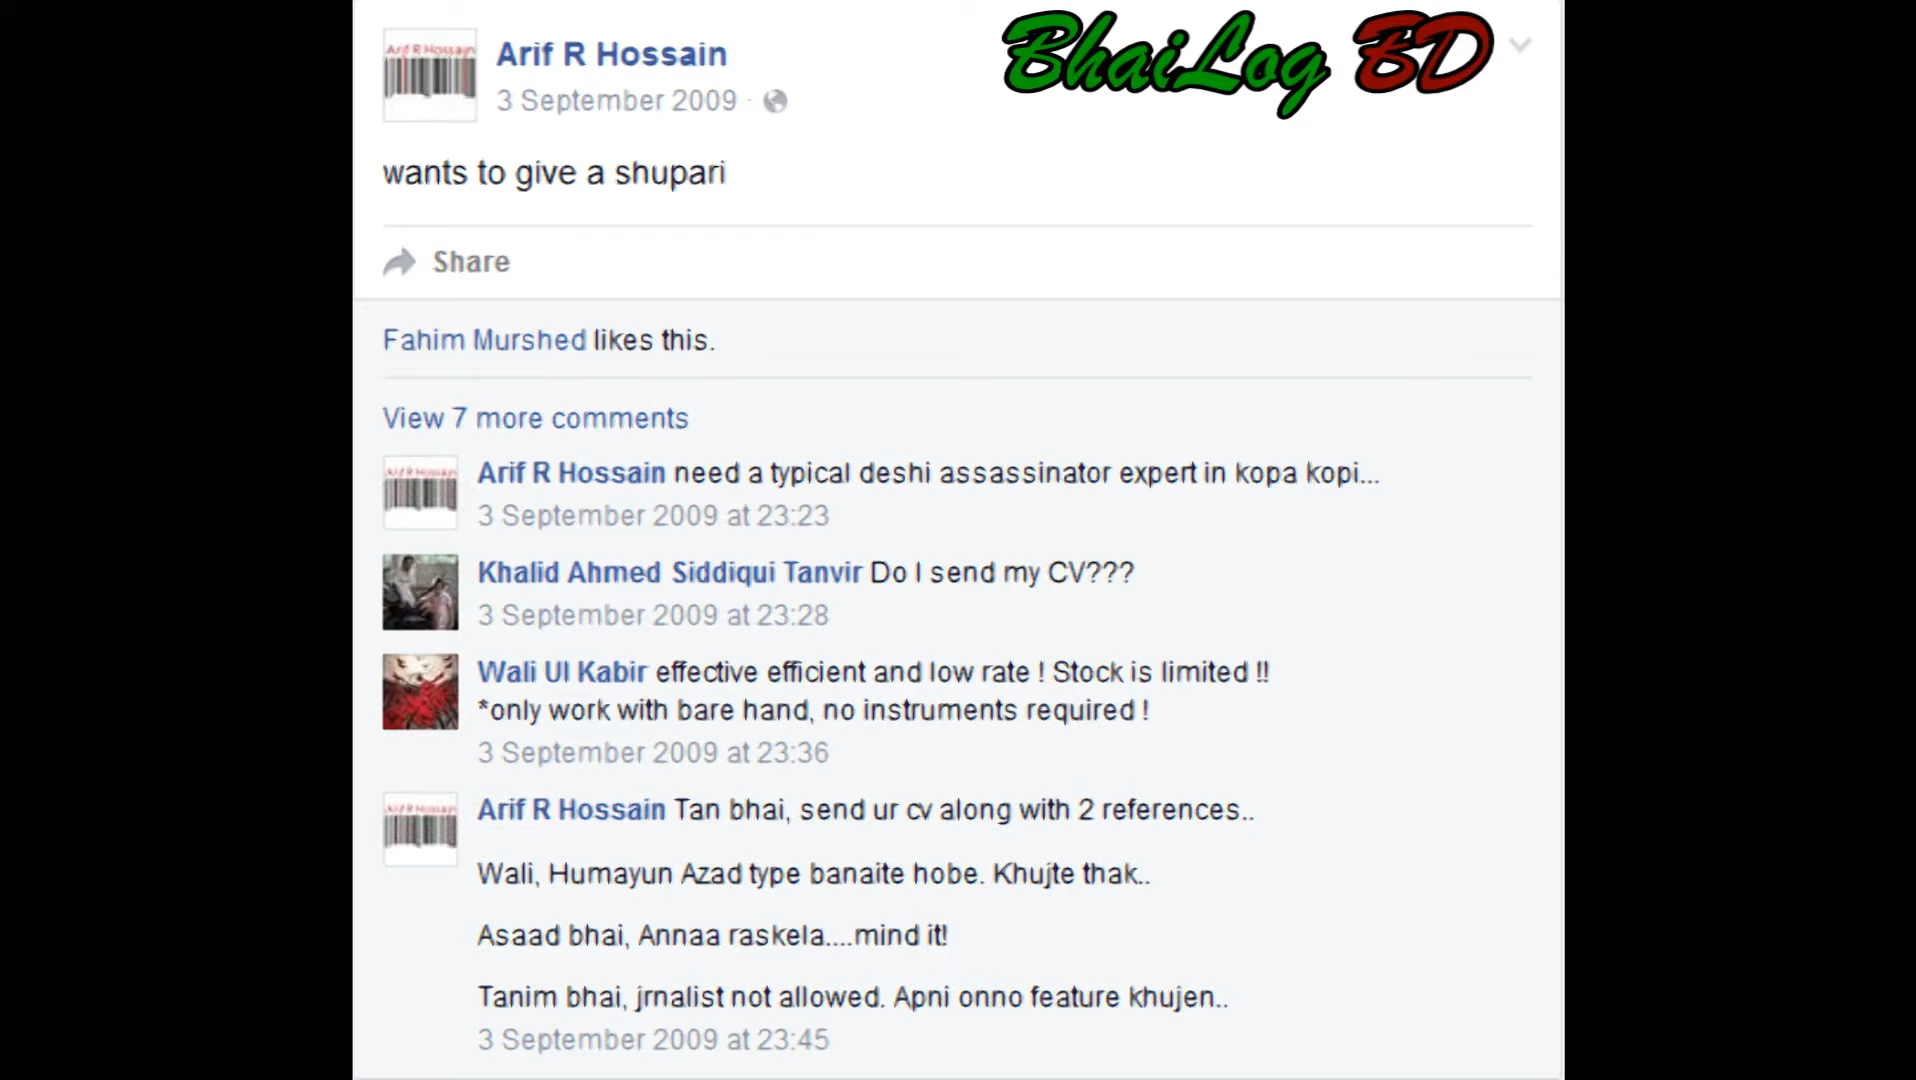 Arif R Hossain
BhaiLog BD
3 September 2009 ·
wants to give a shupari
Share
Fahim Murshed likes this.
View 7 more comments
Arif R Hossain need a typical deshi assassinator expert in kopa kopi...
3 September 2009 at 23:23
Khalid Ahmed Siddiqui Tanvir Do I send my CV???
3 September 2009 at 23:28
Wali Ul Kabir effective efficient and low rate ! Stock is limited !!
*only work with bare hand, no instruments required !
3 September 2009 at 23:36
Arif R Hossain Tan bhai, send ur cv along with 2 references..
Wali, Humayun Azad type banaite hobe. Khujte thak..
Asaad bhai, Annaa raskela....mind it!
Tanim bhai, jrnalist not allowed. Apni onno feature khujen..
3 September 2009 at 23:45